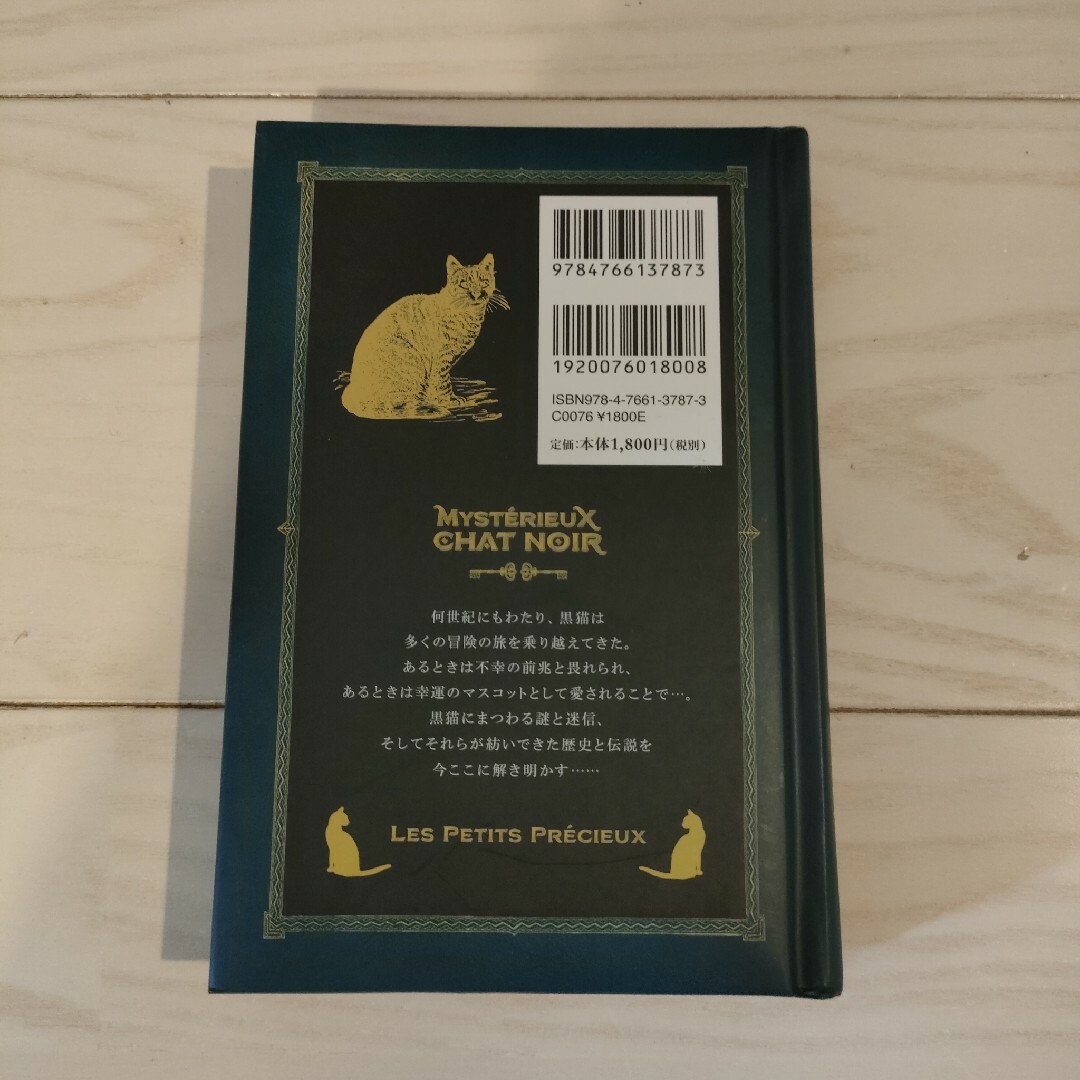 9784766137873
1920076018008
ISBN978-4-7661-3787-3
C0076 ¥1800E
定価：本体1,800円（税別）
MYSTÉRIEUX
CHAT NOIR
何世紀にもわたり、黒猫は
多くの冒険の旅を乗り越えてきた。
あるときは不幸の前兆と畏れられ、
あるときは幸運のマスコットとして愛されることで…。
黒猫にまつわる謎と迷信、
そしてそれらが紡いできた歴史と伝説を
今ここに解き明かす……
LES PETITS PRÉCIEUX